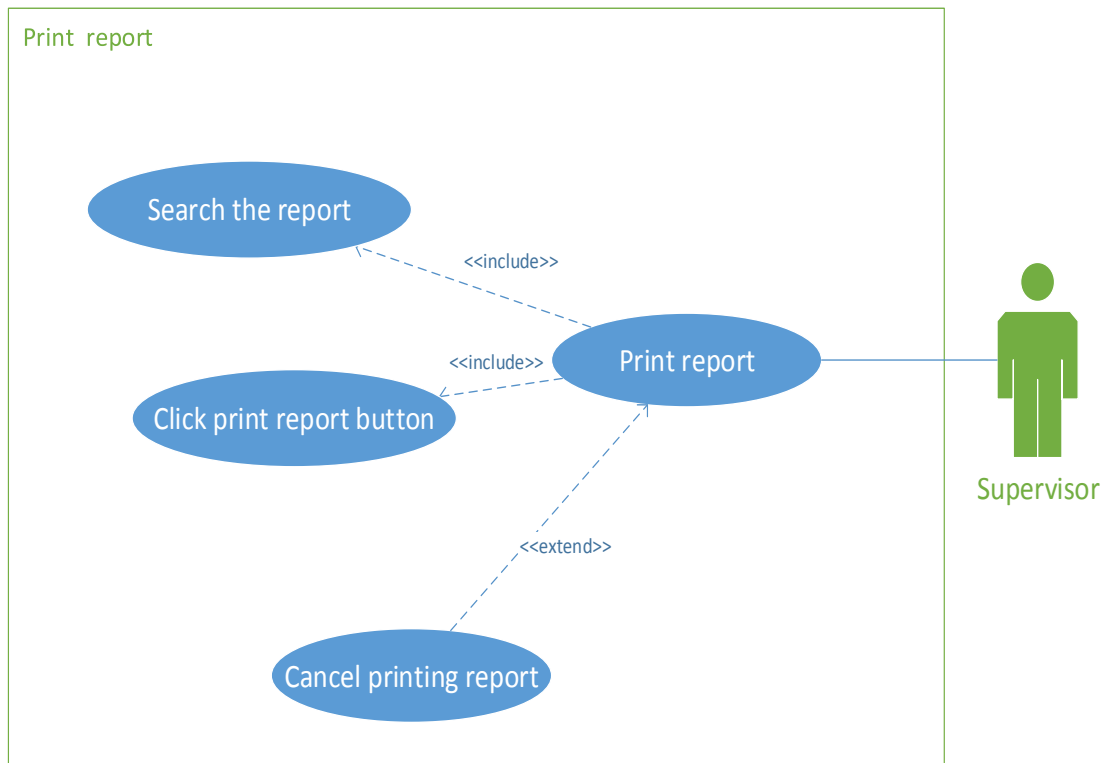 Print report
Search the report
<<include>>
<<include>>
Print report
Click print report button
Supervisor
<<extend>>
Cancel printing report